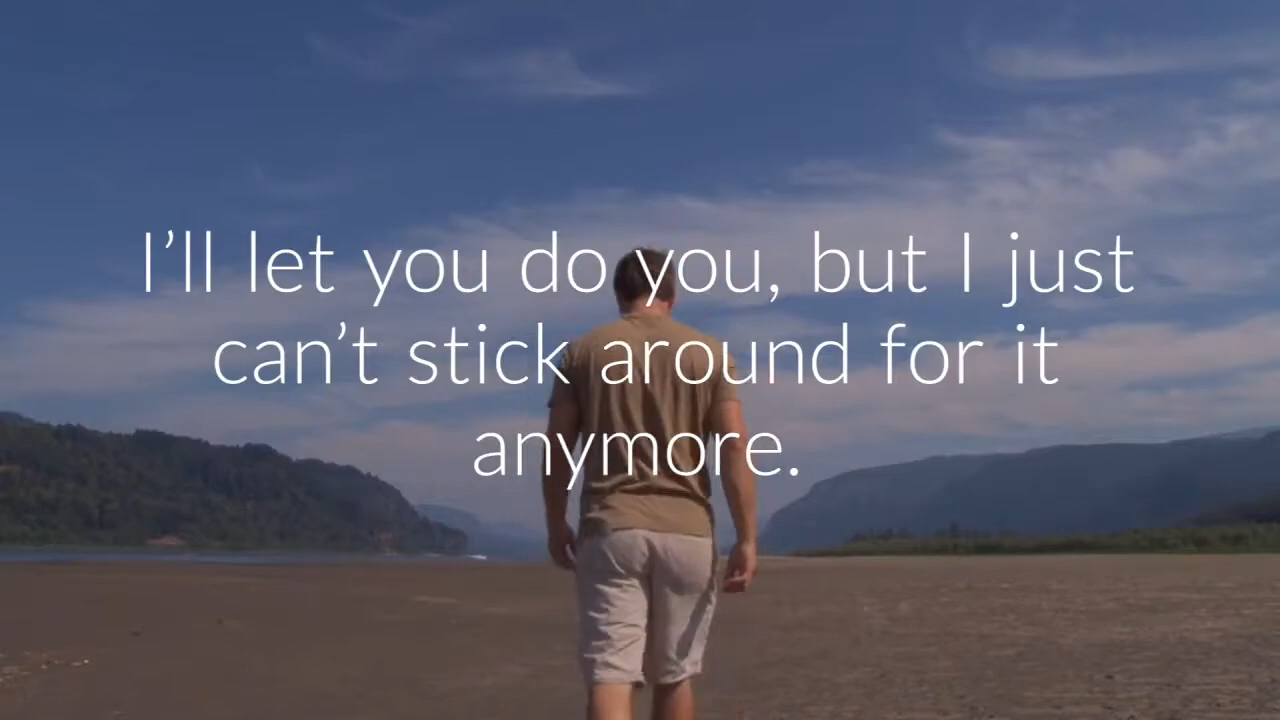 I’ll let you do you, but I just
can’t stick around for it
anymore.